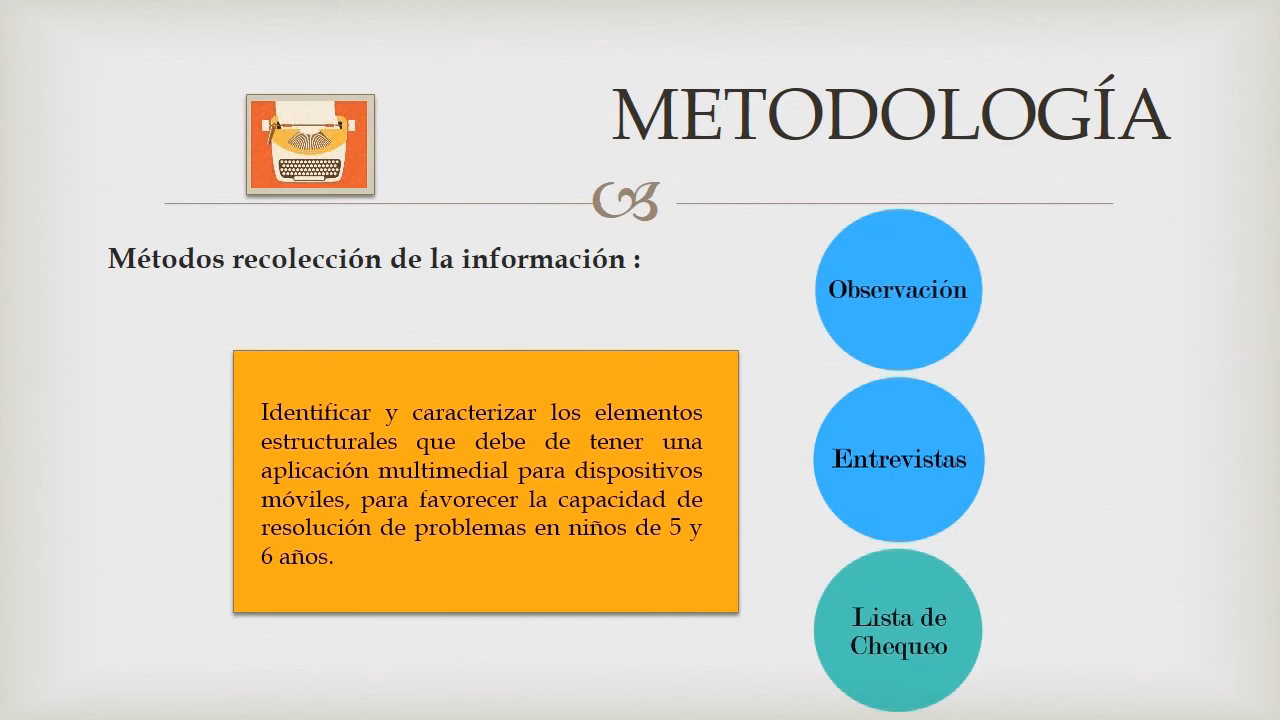 METODOLOGÍA
Métodos recolección de la información :
Identificar y caracterizar los elementos
estructurales que debe de tener una
aplicación multimedial para dispositivos
móviles, para favorecer la capacidad de
resolución de problemas en niños de 5 y
6 años.
Observación
Entrevistas
Lista de
Chequeo